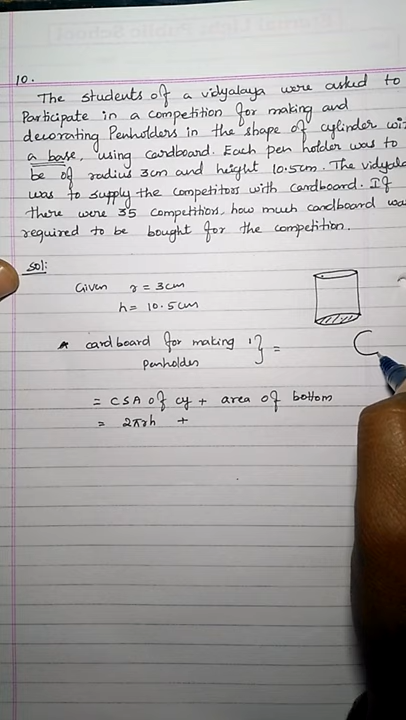 10.
The students of a vidyalaya were asked to
Participate in a competition for making and
decorating Penholders in the shape of cylinder wi
a base, using cardboard. Each pen holder was to
be of radius 3cm and height 10.5cm. The vidyala
was to supply the competitors with cardboard. If
there were 35 competitors, how much cardboard was
required to be bought for the competition.
Sol:
Given r = 3cm
h = 10.5cm
cardboard for making 1 } =
Penholder
= CSA of cy + area of bottom
= 2πrh +